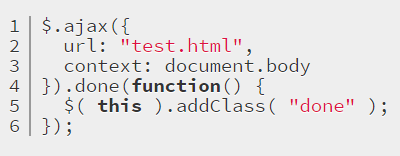 1 $.ajax({
2   url: "test.html",
3   context: document.body
4 }).done(function() {
5   $( this ).addClass( "done" );
6 });